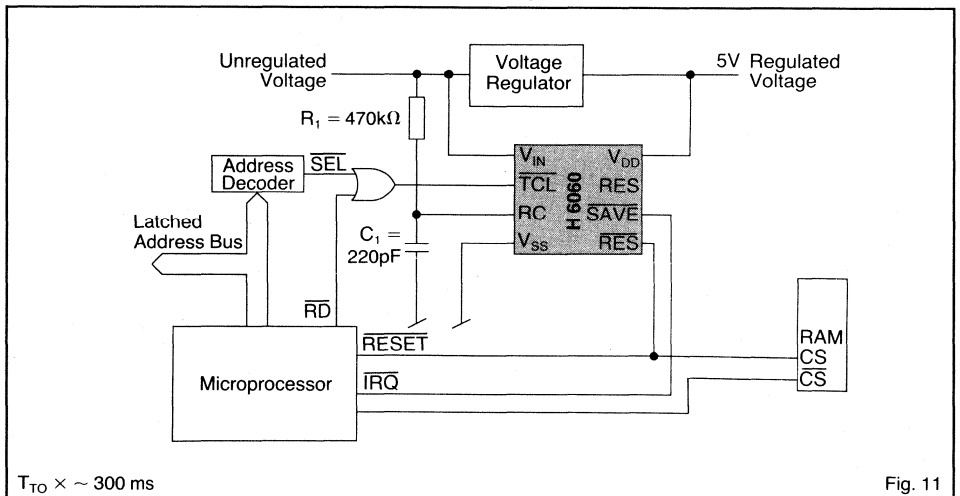 Unregulated
Voltage
Voltage
Regulator
5V Regulated
Voltage
R₁ = 470kΩ
Address
Decoder
SEL
V_IN
V_DD
TCL
RES
RC
SAVE
V_SS
RES
H 6060
Latched
Address Bus
C₁ =
220pF
RD
RESET
IRQ
Microprocessor
RAM
CS
CS
T_TO × ~ 300 ms
Fig. 11